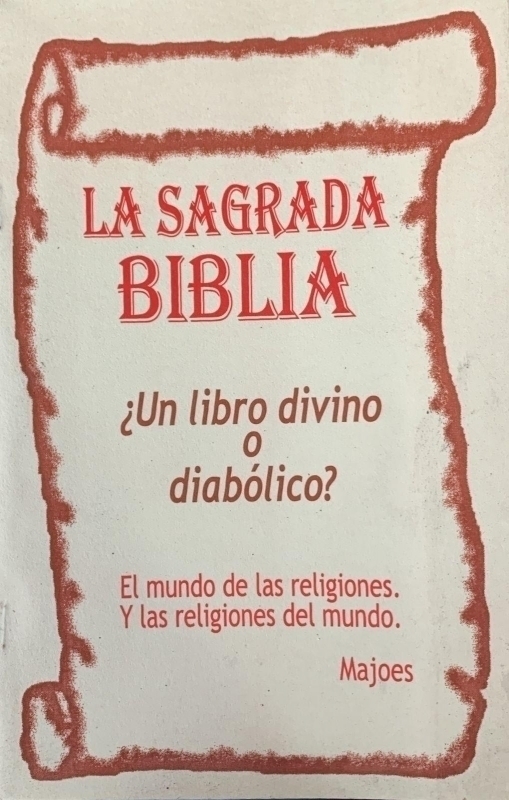 LA SAGRADA
BIBLIA
¿Un libro divino
o
diabólico?
El mundo de las religiones.
Y las religiones del mundo.
Majoes